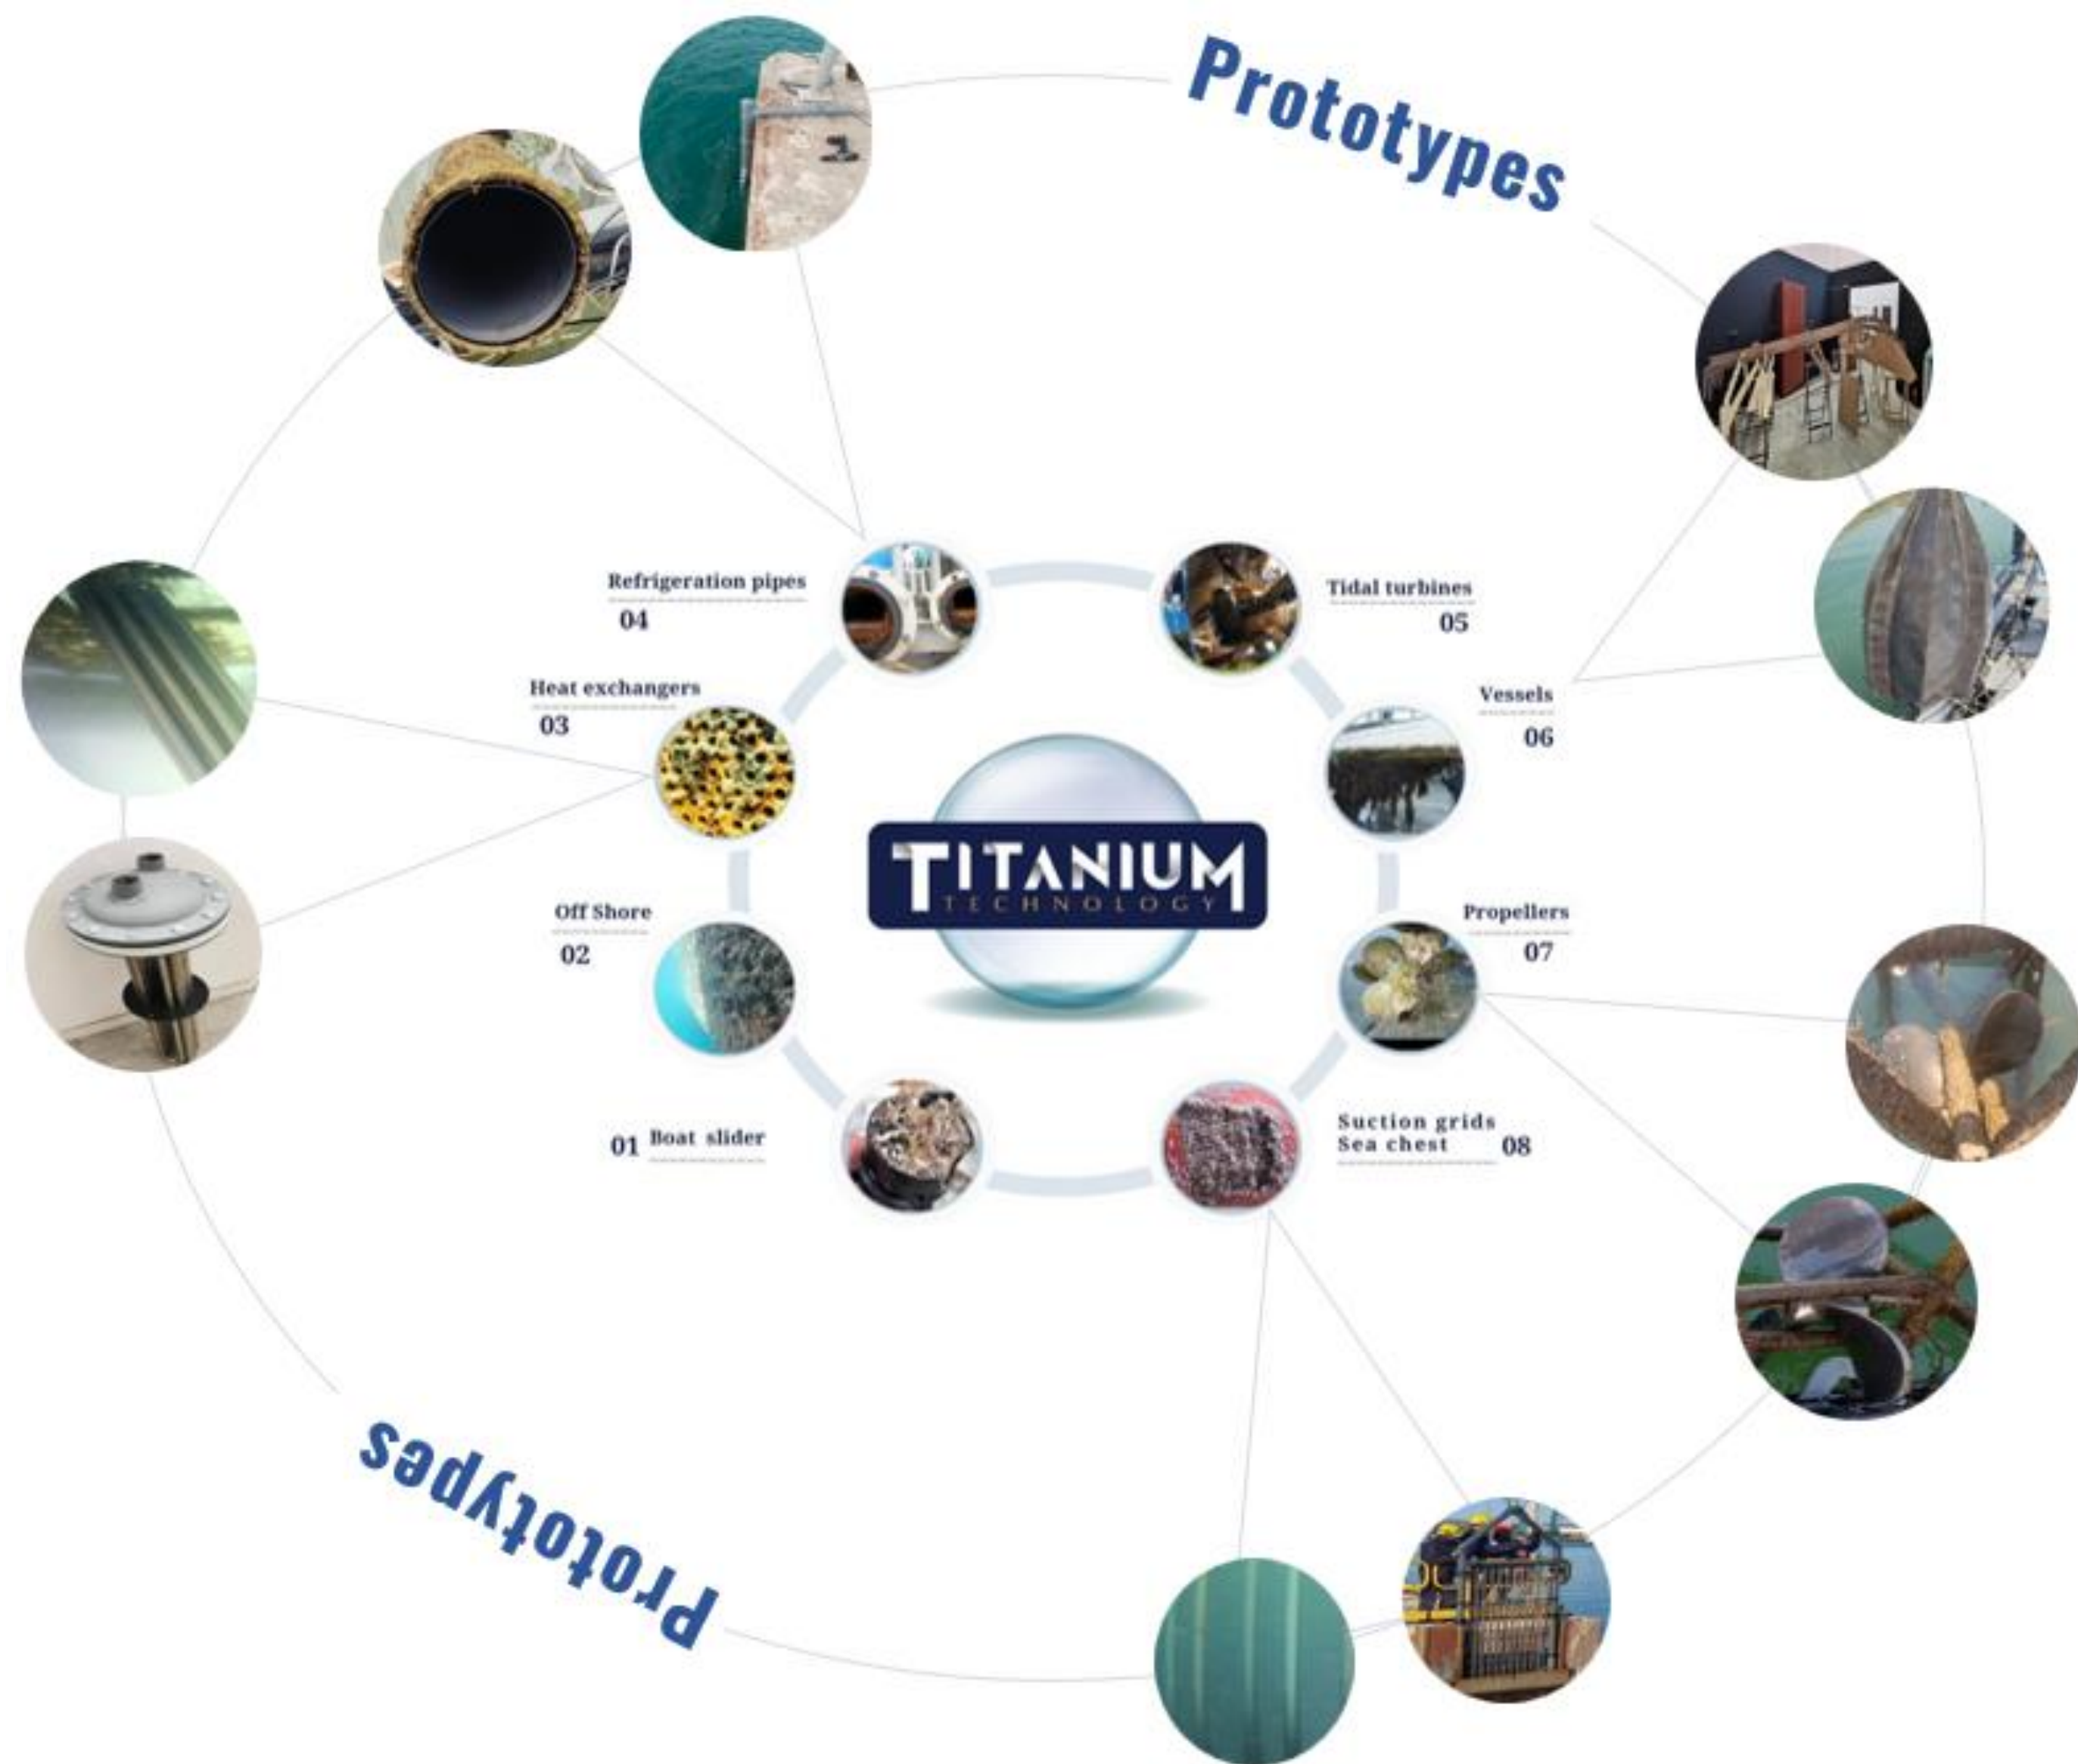 Prototypes
Refrigeration pipes
04
Tidal turbines
05
Heat exchangers
03
Vessels
06
TITANIUM
TECHNOLOGY
Off Shore
02
Propellers
07
01 Boat slider
Suction grids
Sea chest 08
Prototypes